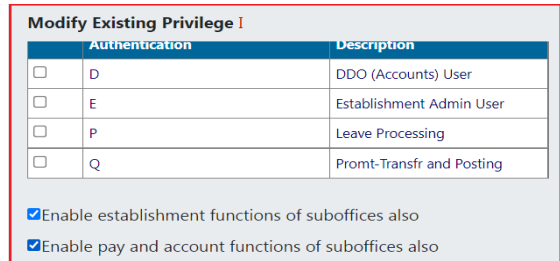 Modify Existing Privilege I
Authentication Description
D DDO (Accounts) User
E Establishment Admin User
P Leave Processing
Q Promt-Transfr and Posting
Enable establishment functions of suboffices also
Enable pay and account functions of suboffices also